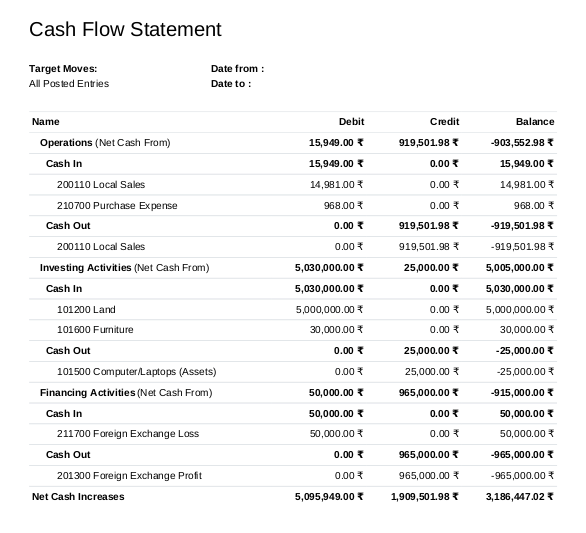 Cash Flow Statement
Target Moves: Date from :
All Posted Entries Date to :
Name Debit Credit Balance
Operations (Net Cash From) 15,949.00 ₹ 919,501.98 ₹ -903,552.98 ₹
Cash In 15,949.00 ₹ 0.00 ₹ 15,949.00 ₹
200110 Local Sales 14,981.00 ₹ 0.00 ₹ 14,981.00 ₹
210700 Purchase Expense 968.00 ₹ 0.00 ₹ 968.00 ₹
Cash Out 0.00 ₹ 919,501.98 ₹ -919,501.98 ₹
200110 Local Sales 0.00 ₹ 919,501.98 ₹ -919,501.98 ₹
Investing Activities (Net Cash From) 5,030,000.00 ₹ 25,000.00 ₹ 5,005,000.00 ₹
Cash In 5,030,000.00 ₹ 0.00 ₹ 5,030,000.00 ₹
101200 Land 5,000,000.00 ₹ 0.00 ₹ 5,000,000.00 ₹
101600 Furniture 30,000.00 ₹ 0.00 ₹ 30,000.00 ₹
Cash Out 0.00 ₹ 25,000.00 ₹ -25,000.00 ₹
101500 Computer/Laptops (Assets) 0.00 ₹ 25,000.00 ₹ -25,000.00 ₹
Financing Activities (Net Cash From) 50,000.00 ₹ 965,000.00 ₹ -915,000.00 ₹
Cash In 50,000.00 ₹ 0.00 ₹ 50,000.00 ₹
211700 Foreign Exchange Loss 50,000.00 ₹ 0.00 ₹ 50,000.00 ₹
Cash Out 0.00 ₹ 965,000.00 ₹ -965,000.00 ₹
201300 Foreign Exchange Profit 0.00 ₹ 965,000.00 ₹ -965,000.00 ₹
Net Cash Increases 5,095,949.00 ₹ 1,909,501.98 ₹ 3,186,447.02 ₹